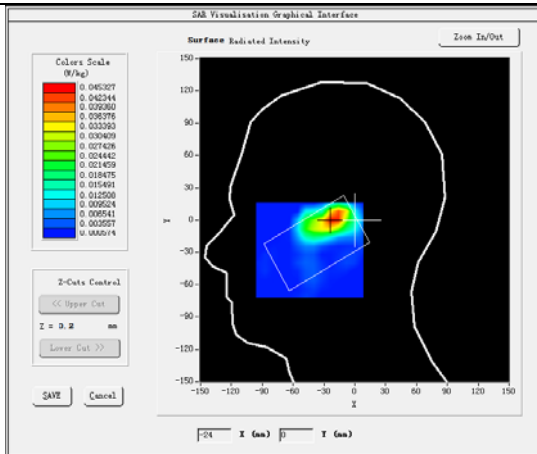 SAR Visualisation Graphical Interface
Surface Radiated Intensity
Zoom In/Out
Colors Scale
(W/kg)
0.045327
0.042344
0.039360
0.036376
0.033393
0.030409
0.027426
0.024442
0.021459
0.018475
0.015491
0.012508
0.009524
0.006541
0.003557
0.000574
Z-Cuts Control
<< Upper Cut
Z = 0.2 mm
Lower Cut >>
SAVE Cancel
150
120
90
60
30
0
-30
-60
-90
-120
-150
Y
-150 -120 -90 -60 -30 0 30 60 90 120 150
X
-24 X (mm) 0 Y (mm)